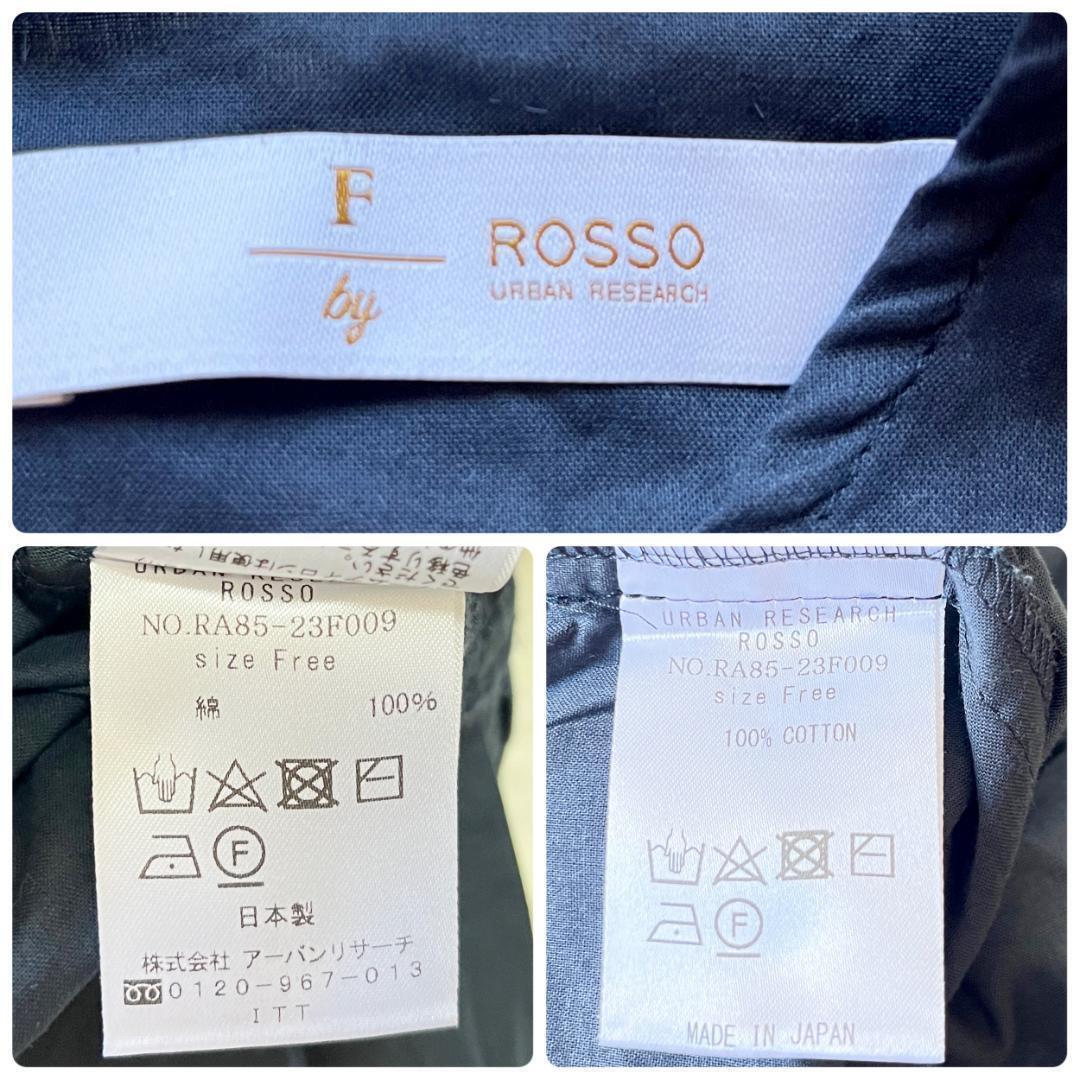 F
by
ROSSO
URBAN RESEARCH
URBAN RESE
ROSSO
NO.RA85-23F009
size Free
綿 100%
F
日本製
株式会社 アーバンリサーチ
0120-967-013
ITT
URBAN RESEARCH
ROSSO
NO.RA85-23F009
size Free
100% COTTON
F
MADE IN JAPAN